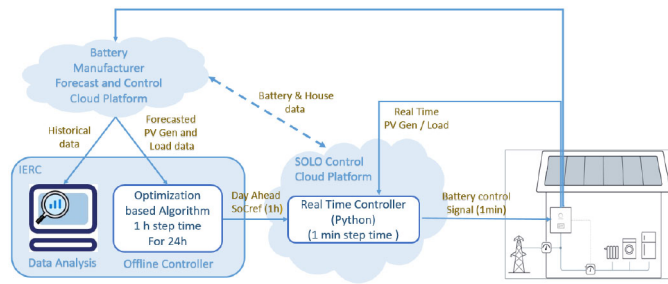 Battery
Manufacturer
Forecast and Control
Cloud Platform
Battery & House
data
Real Time
PV Gen / Load
Historical
data
Forecasted
PV Gen and
Load data
IERC
SOLO Control
Cloud Platform
Optimization
based Algorithm
1 h step time
For 24h
Day Ahead
SoCref (1h)
Real Time Controller
(Python)
(1 min step time )
Battery control
Signal (1min)
Data Analysis
Offline Controller